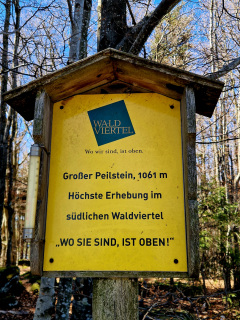 WALD
VIERTEL
Wo wir sind, ist oben.
Großer Peilstein, 1061 m
Höchste Erhebung im
südlichen Waldviertel
„WO SIE SIND, IST OBEN!"